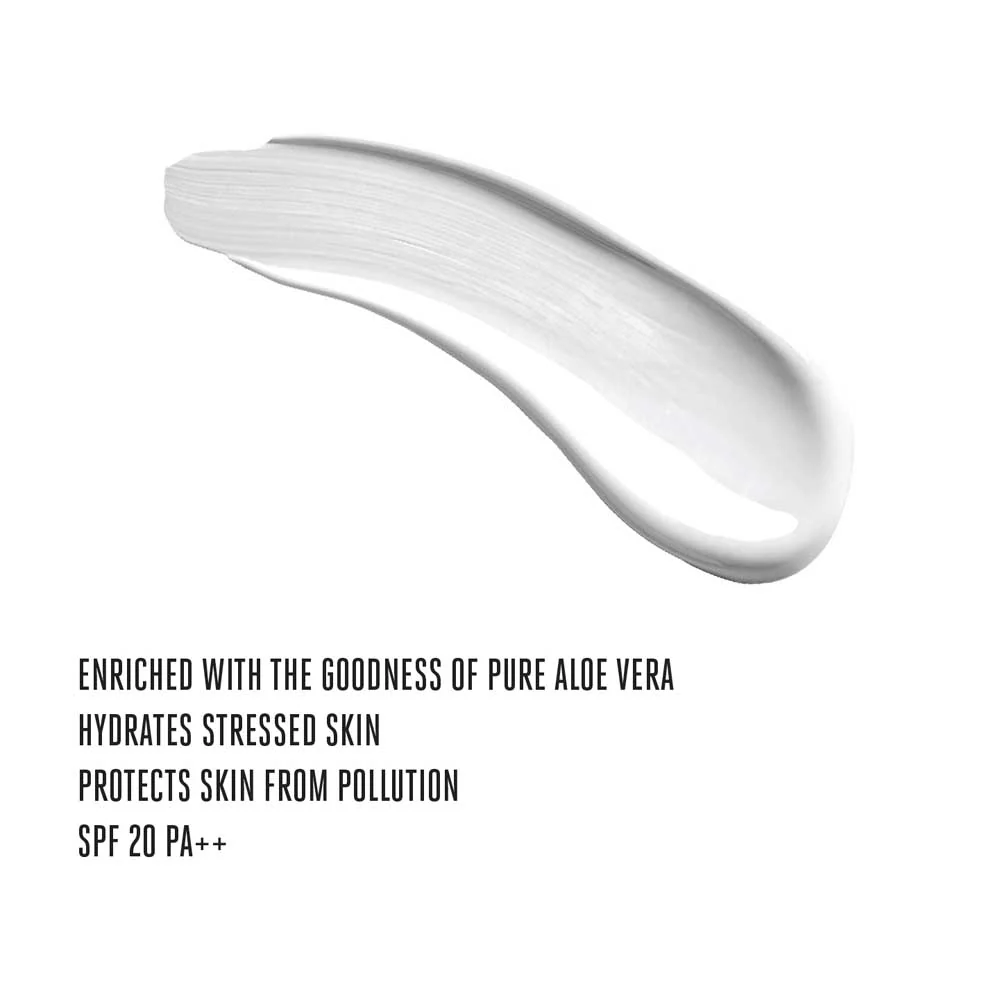 ENRICHED WITH THE GOODNESS OF PURE ALOE VERA
HYDRATES STRESSED SKIN
PROTECTS SKIN FROM POLLUTION
SPF 20 PA++